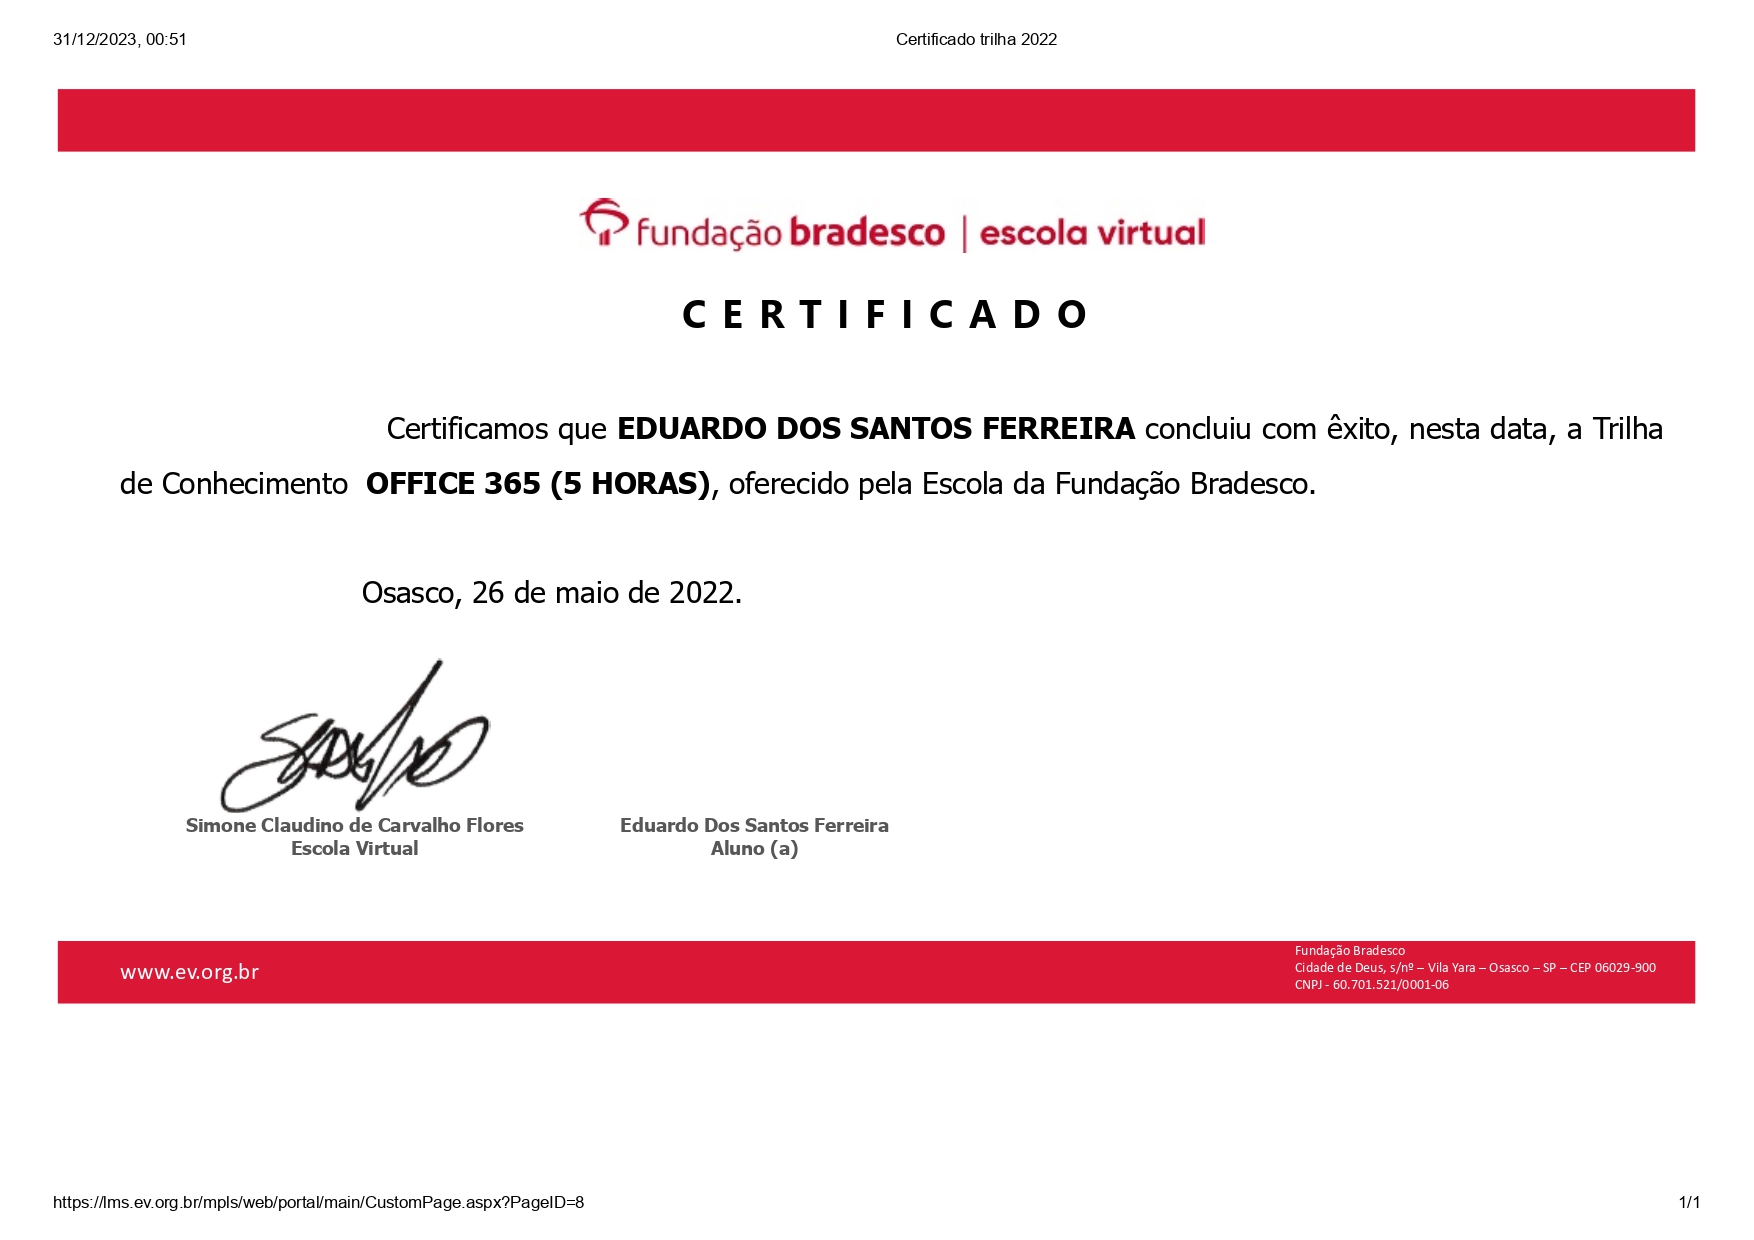 31/12/2023, 00:51 Certificado trilha 2022
fundação bradesco | escola virtual
CERTIFICADO
Certificamos que EDUARDO DOS SANTOS FERREIRA concluiu com êxito, nesta data, a Trilha
de Conhecimento OFFICE 365 (5 HORAS), oferecido pela Escola da Fundação Bradesco.
Osasco, 26 de maio de 2022.
Simone Claudino de Carvalho Flores
Escola Virtual
Eduardo Dos Santos Ferreira
Aluno (a)
www.ev.org.br
Fundação Bradesco
Cidade de Deus, s/nº – Vila Yara – Osasco – SP – CEP 06029-900
CNPJ - 60.701.521/0001-06
https://lms.ev.org.br/mpls/web/portal/main/CustomPage.aspx?PageID=8 1/1